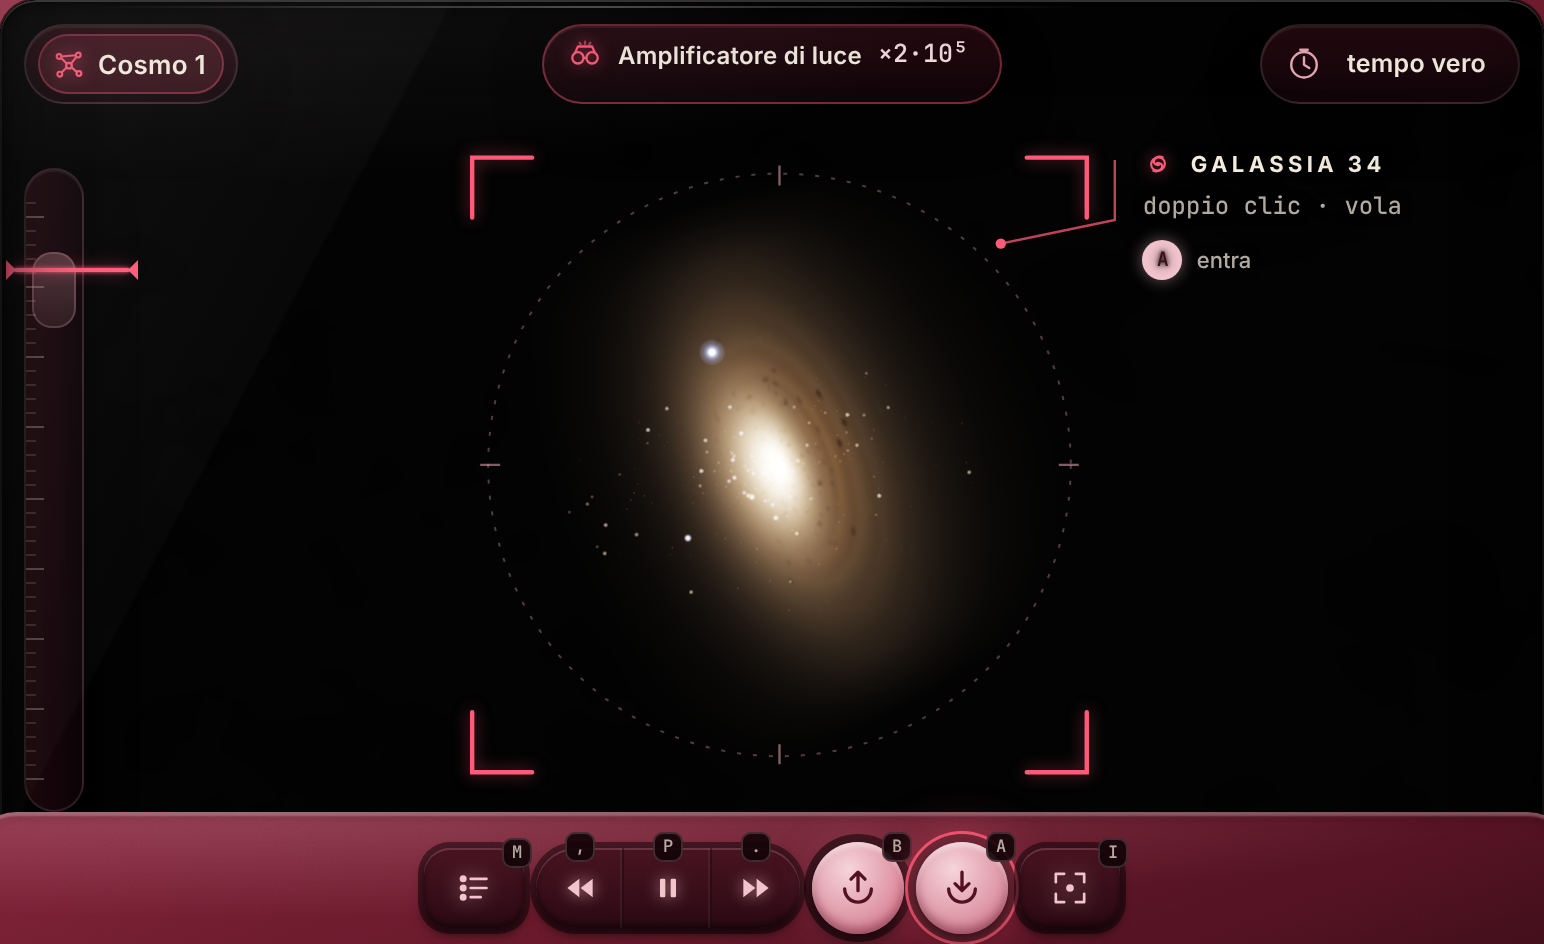 Cosmo 1
Amplificatore di luce ×2·10⁵
tempo vero
GALASSIA 34
doppio clic · vola
A entra
M , P . B A I